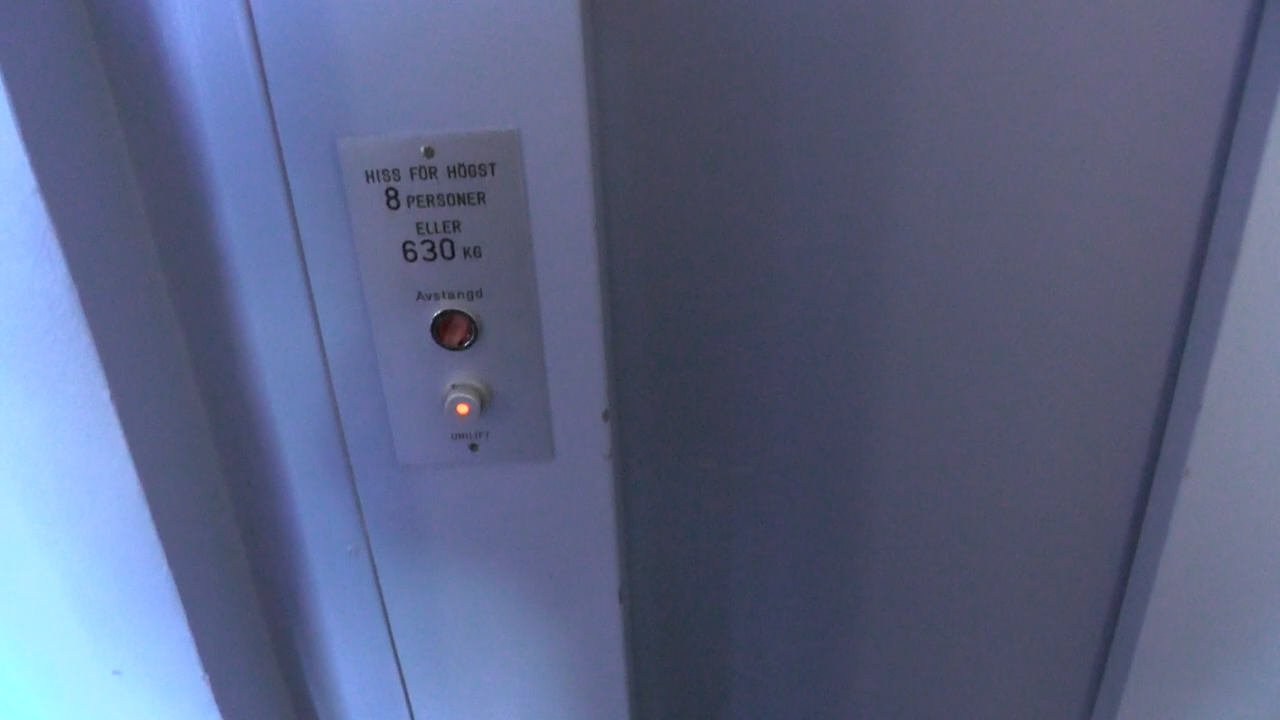 HISS FÖR HÖGST
8 PERSONER
ELLER
630 KG
Avstängd
UNILIFT